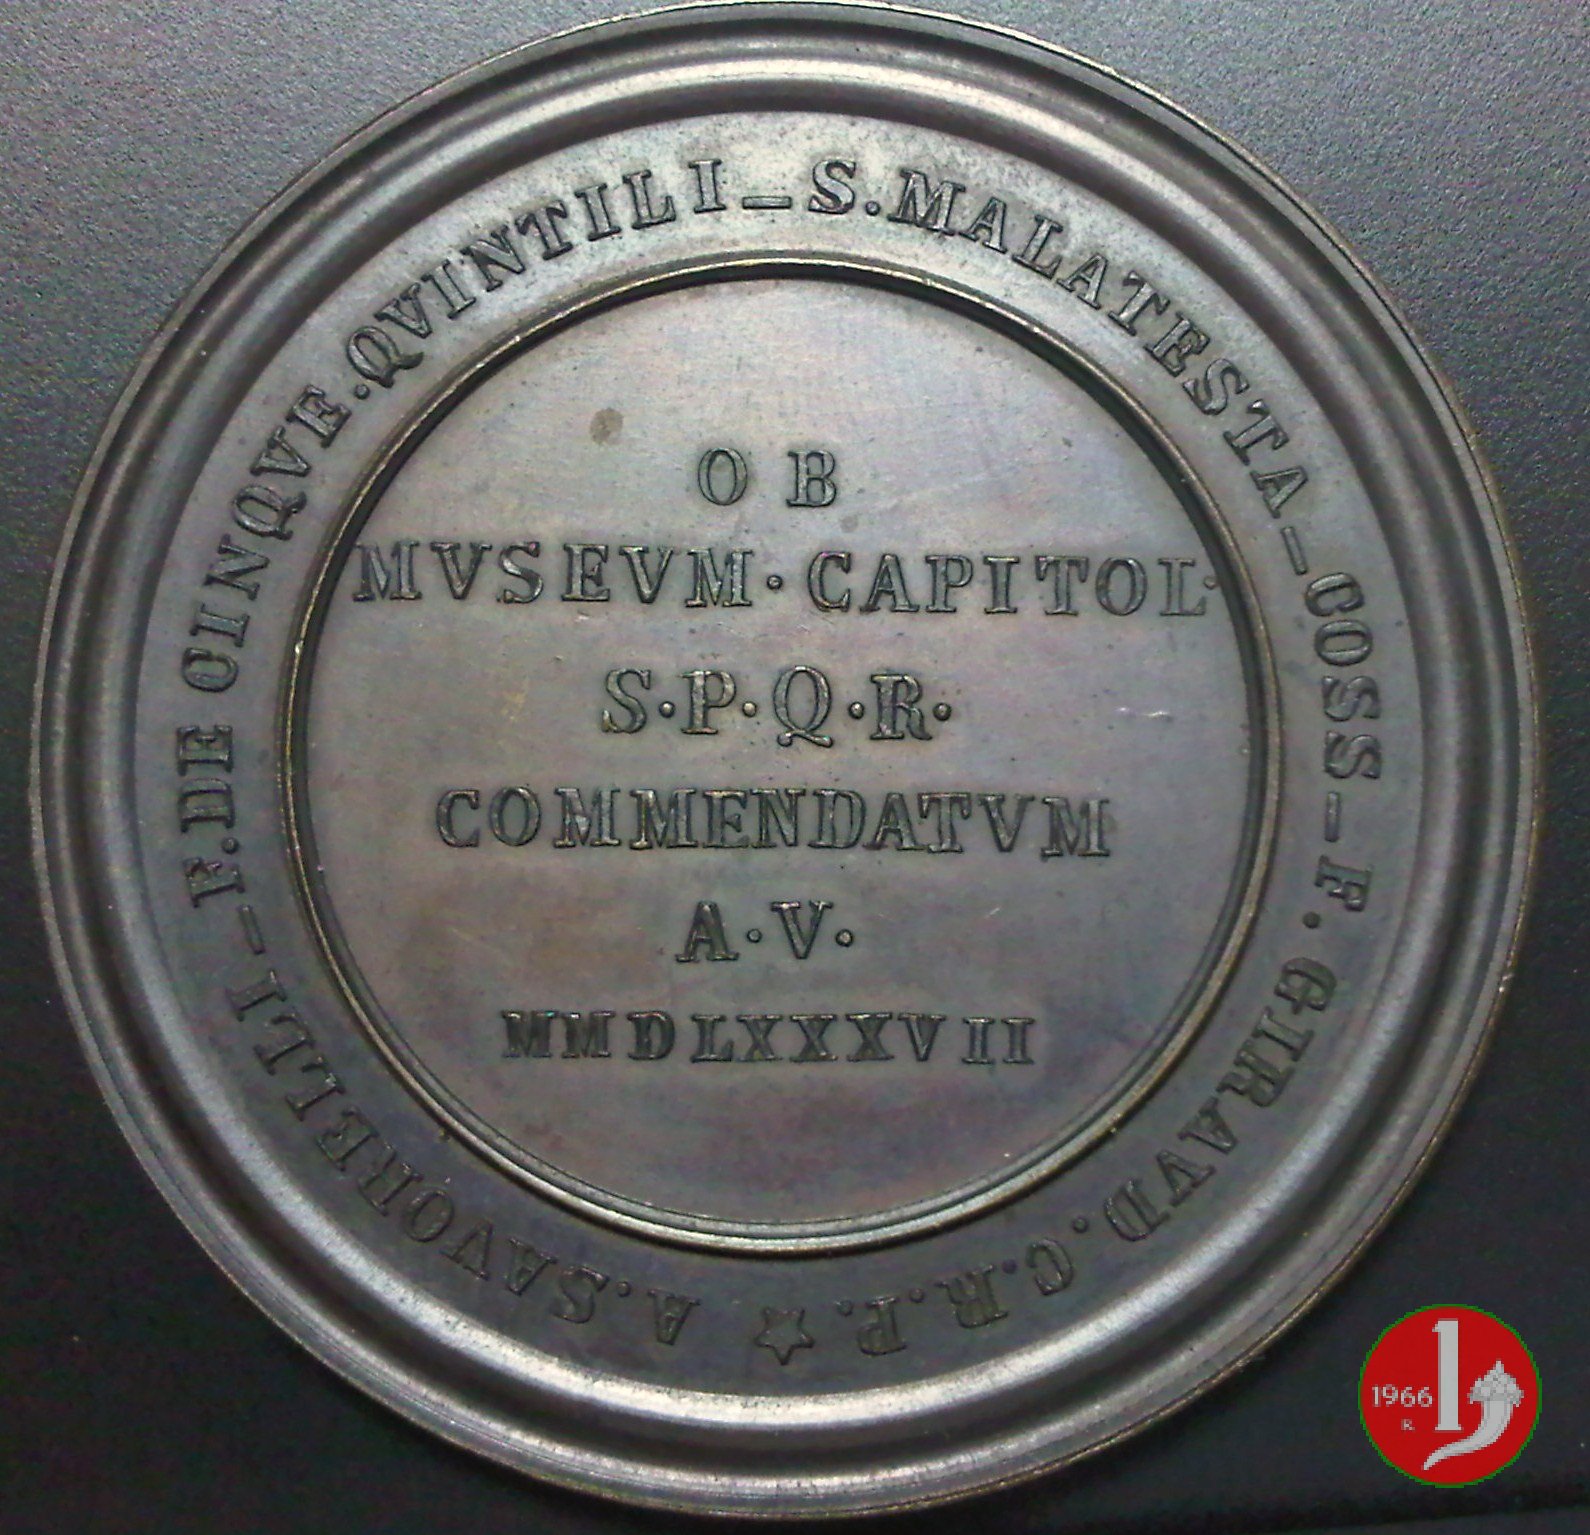 A.SAVORELLI – F.DE CINQVE.QVINTILI – S.MALATESTA – COSS – F. GIRAVD.C.R.P. ☆
OB
MVSEVM·CAPITOL·
S·P·Q·R·
COMMENDATVM
A·V·
MMDLXXXVII
1966
R